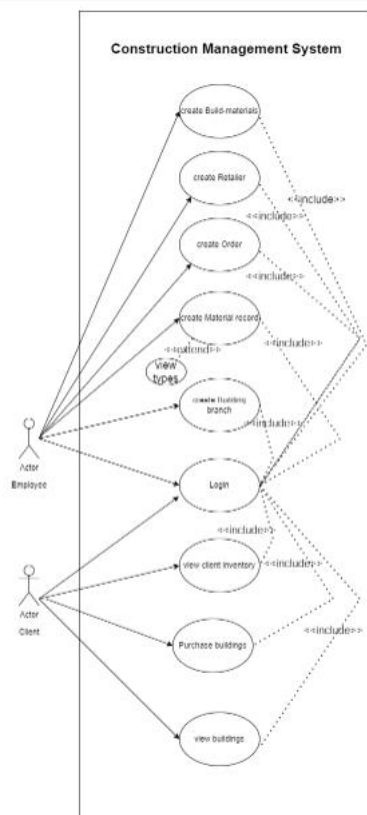 Construction Management System
create Build-materials
create Retailer
<<include>>
<<include>>
create Order
<<include>>
create Material record
<<include>>
<<extend>>
view
types
create Building
branch
<<include>>
Actor
Employee
Login
<<include>>
view client inventory
<<include>>
Actor
Client
<<include>>
Purchase buildings
view buildings